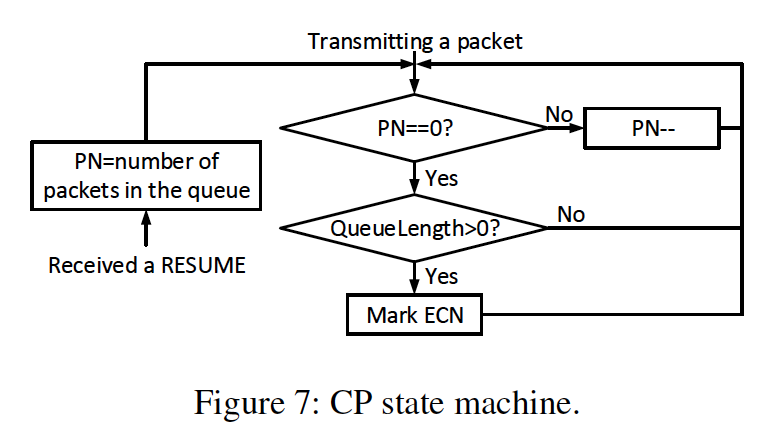 Transmitting a packet
PN==0?
No
PN--
PN=number of
packets in the queue
Yes
QueueLength>0?
No
Received a RESUME
Yes
Mark ECN
Figure 7: CP state machine.